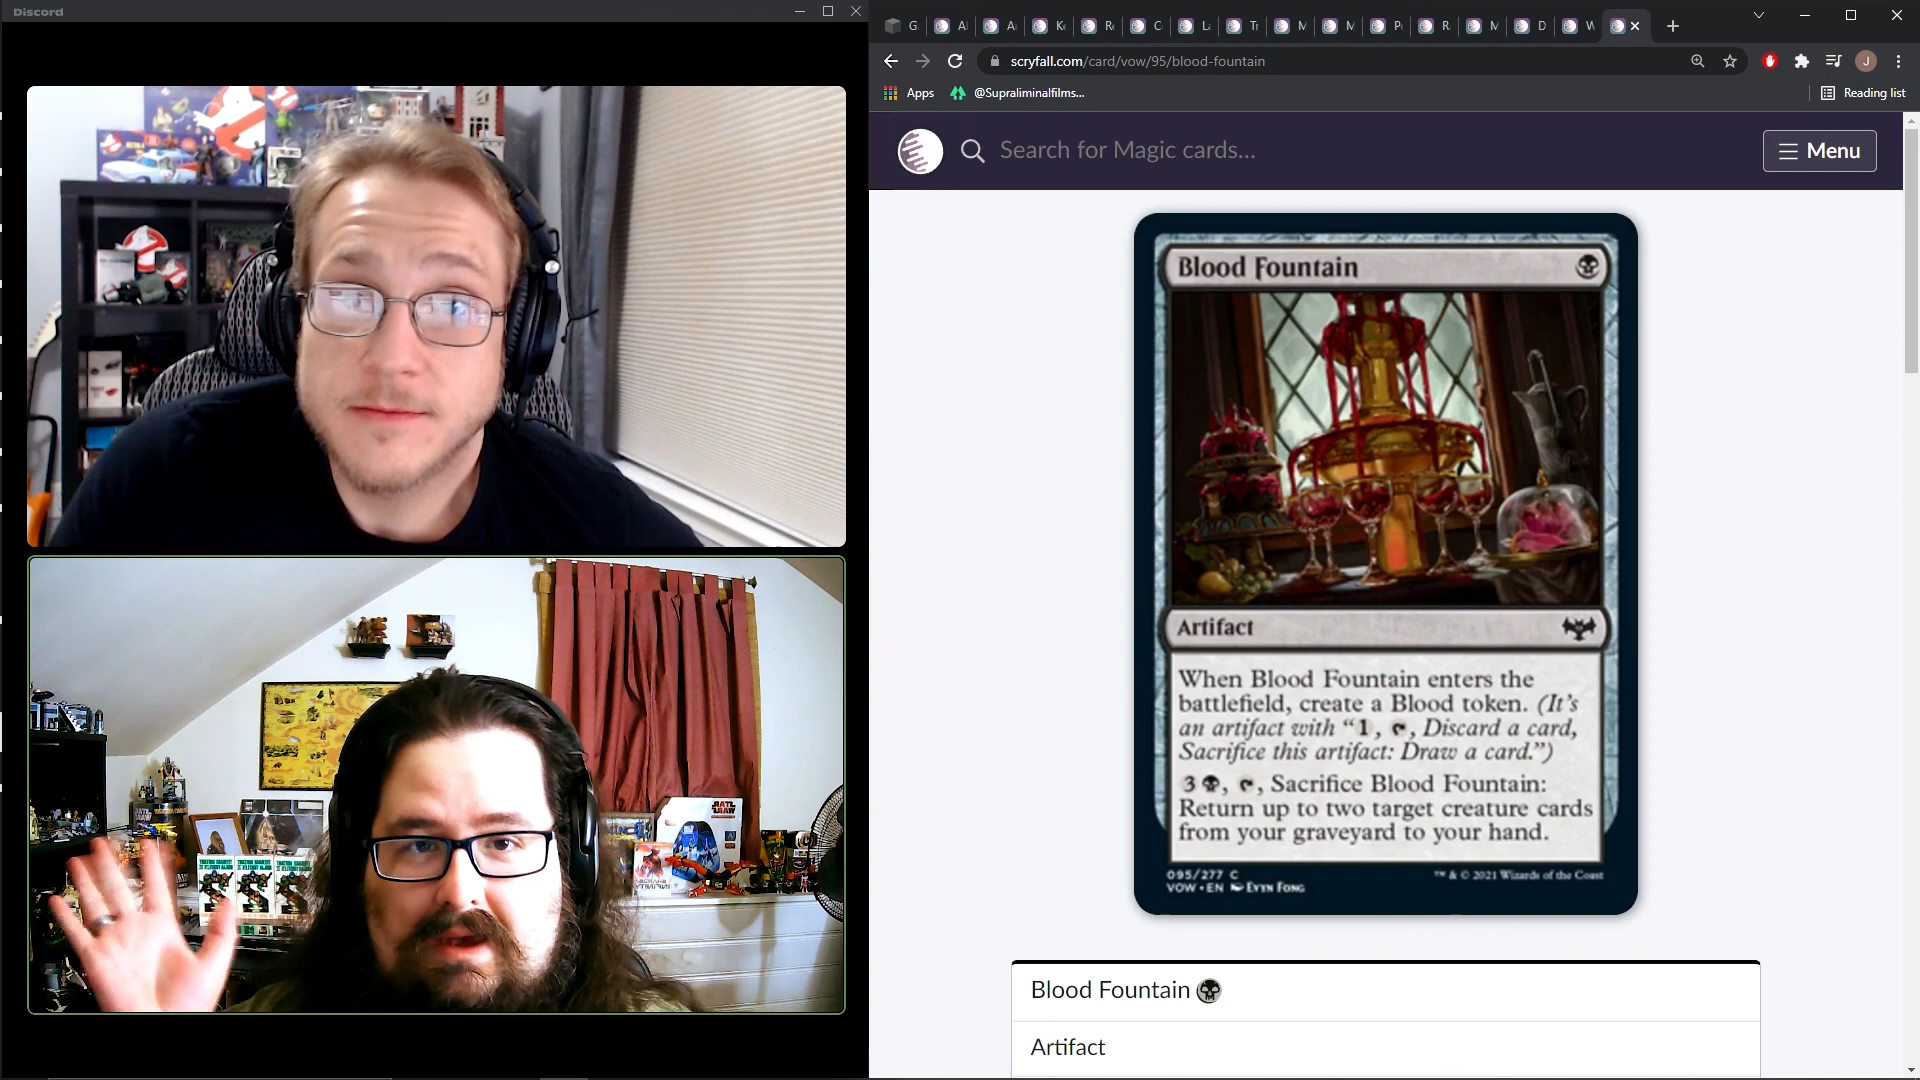 Discord
G
Al
A
K
R
C
La
Tr
M
M
P
R
M
D
W
scryfall.com/card/vow/95/blood-fountain
J
Apps
@Supraliminalfilms...
Reading list
Search for Magic cards...
Menu
Blood Fountain
Artifact
When Blood Fountain enters the
battlefield, create a Blood token. (It's
an artifact with “1, , Discard a card,
Sacrifice this artifact: Draw a card.”)
3 , , Sacrifice Blood Fountain:
Return up to two target creature cards
from your graveyard to your hand.
095/277 C
VOW • EN Evyn Fong
™ & © 2021 Wizards of the Coast
Blood Fountain
Artifact